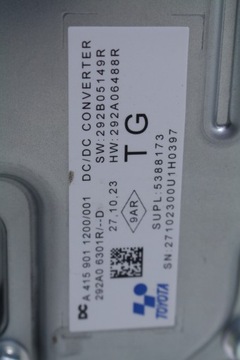 DC A 415 901 1200/001 DC/DC CONVERTER
292A0 6301R/--D SW:292B05149R
HW:292A06488R
27,10,23
TG
9AR
SUPL:5388173
TOYOTA SN:27102300U1H0397